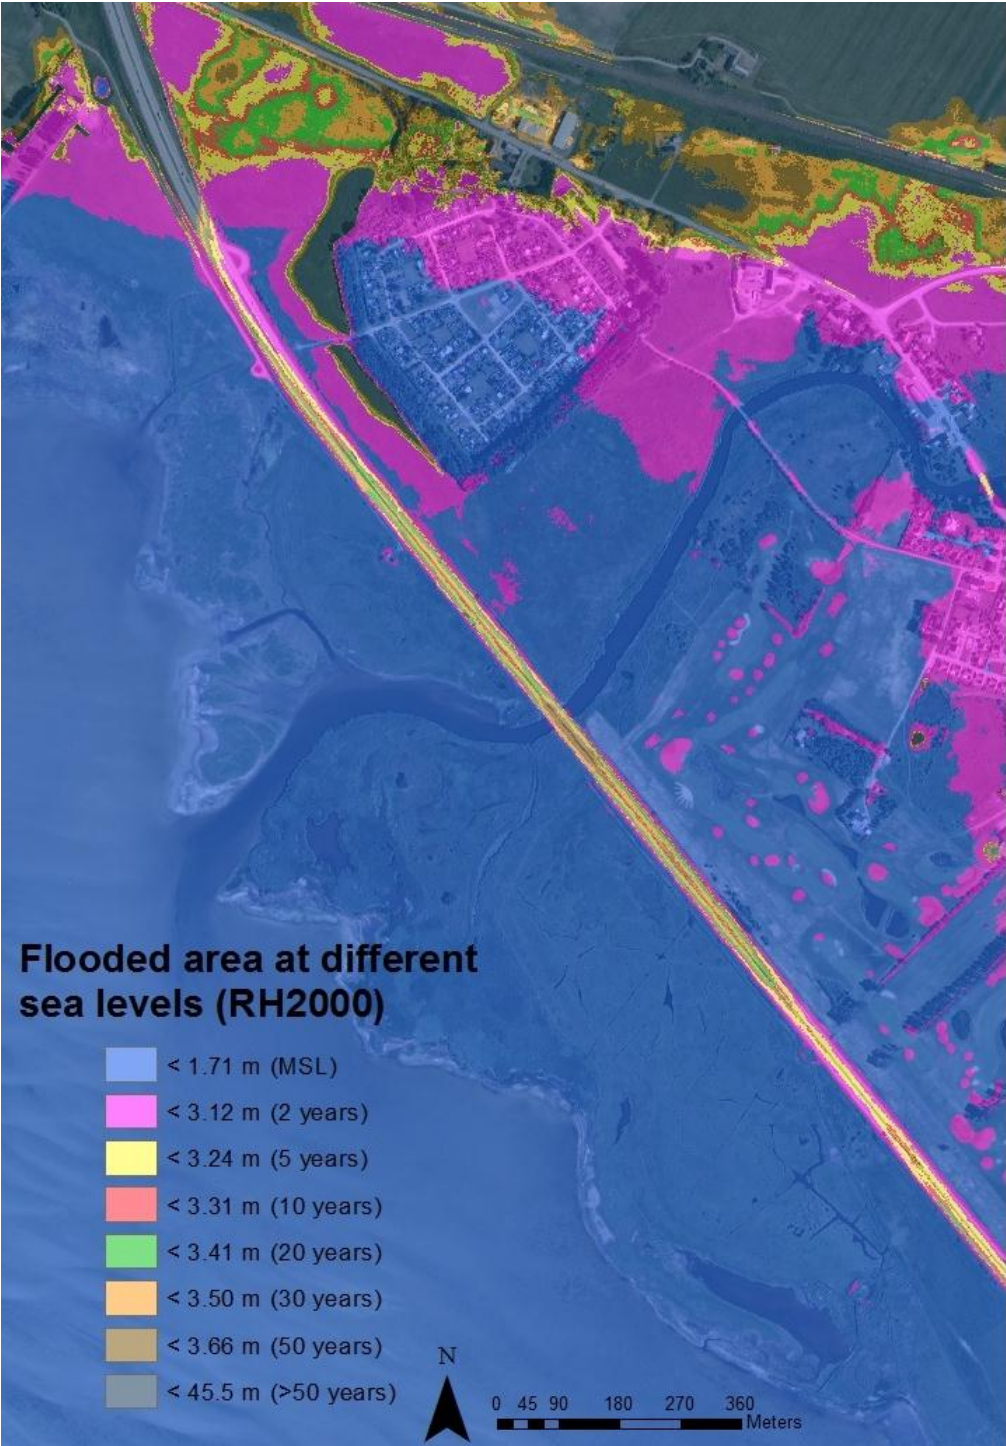 Flooded area at different
sea levels (RH2000)
< 1.71 m (MSL)
< 3.12 m (2 years)
< 3.24 m (5 years)
< 3.31 m (10 years)
< 3.41 m (20 years)
< 3.50 m (30 years)
< 3.66 m (50 years)
< 45.5 m (>50 years)
N
0 45 90 180 270 360
Meters